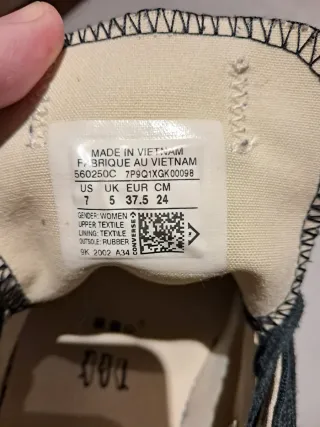 MADE IN VIETNAM
FABRIQUE AU VIETNAM
560250C 7P9Q1XGK00098
US UK EUR CM
7 5 37.5 24
GENDER: WOMEN
UPPER: TEXTILE
LINING: TEXTILE
OUTSOLE: RUBBER
CONVERSE
9K 2002 A34